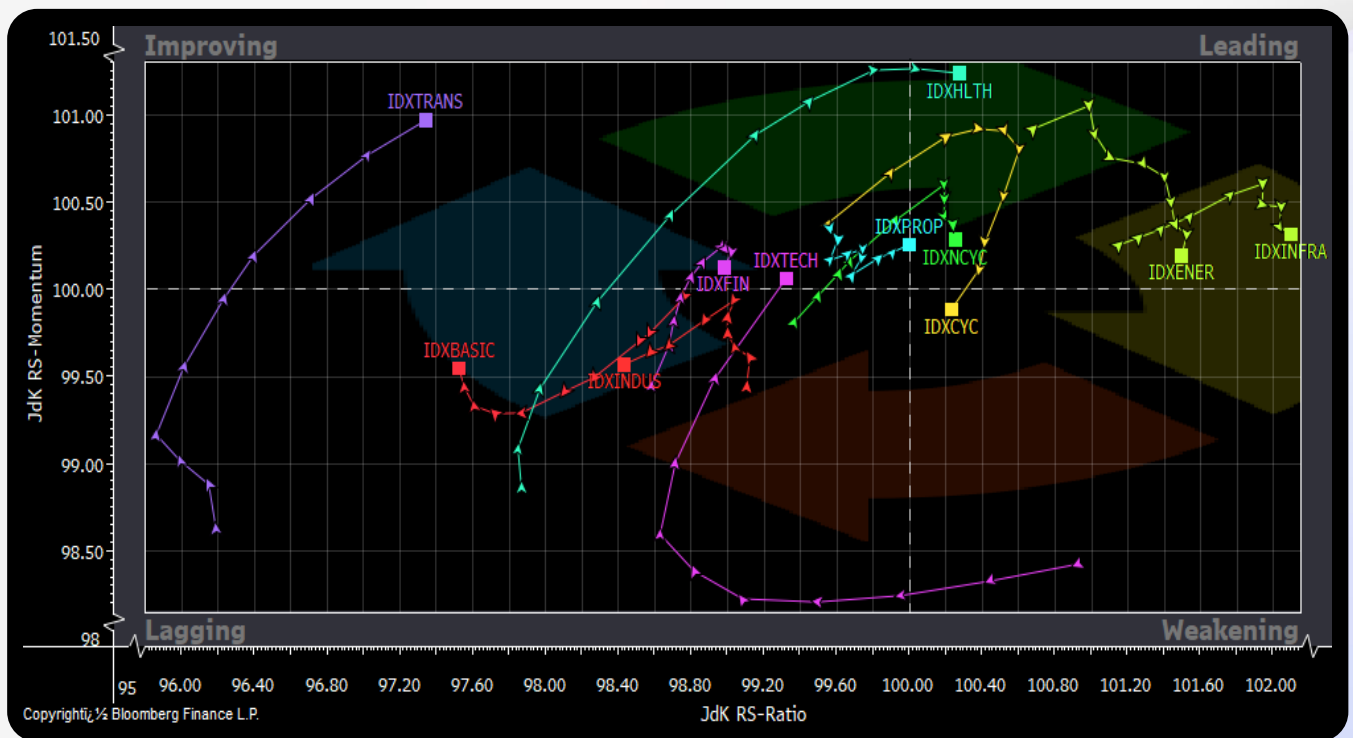 101.50
Improving
Leading
IDXTRANS
IDXHLTH
101.00
100.50
IDXPROP
IDXNCYC
IDXINFRA
IDXTECH
IDXENER
IDXFIN
100.00
IDXCYC
IDXBASIC
IDXINDUS
99.50
99.00
98.50
JdK RS-Momentum
98
Lagging
Weakening
95
96.00 96.40 96.80 97.20 97.60 98.00 98.40 98.80 99.20 99.60 100.00 100.40 100.80 101.20 101.60 102.00
Copyrightï¿½ Bloomberg Finance L.P.
JdK RS-Ratio